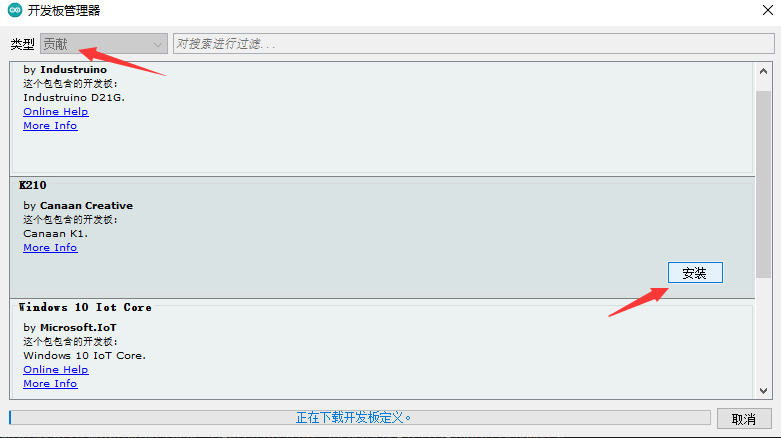 开发板管理器
类型 贡献 对搜索进行过滤...
by Industruino
这个包包含的开发板:
Industruino D21G.
Online Help
More Info
K210
by Canaan Creative
这个包包含的开发板:
Canaan K1.
More Info
安装
Windows 10 Iot Core
by Microsoft.IoT
这个包包含的开发板:
Windows 10 IoT Core.
Online Help
More Info
正在下载开发板定义。
取消